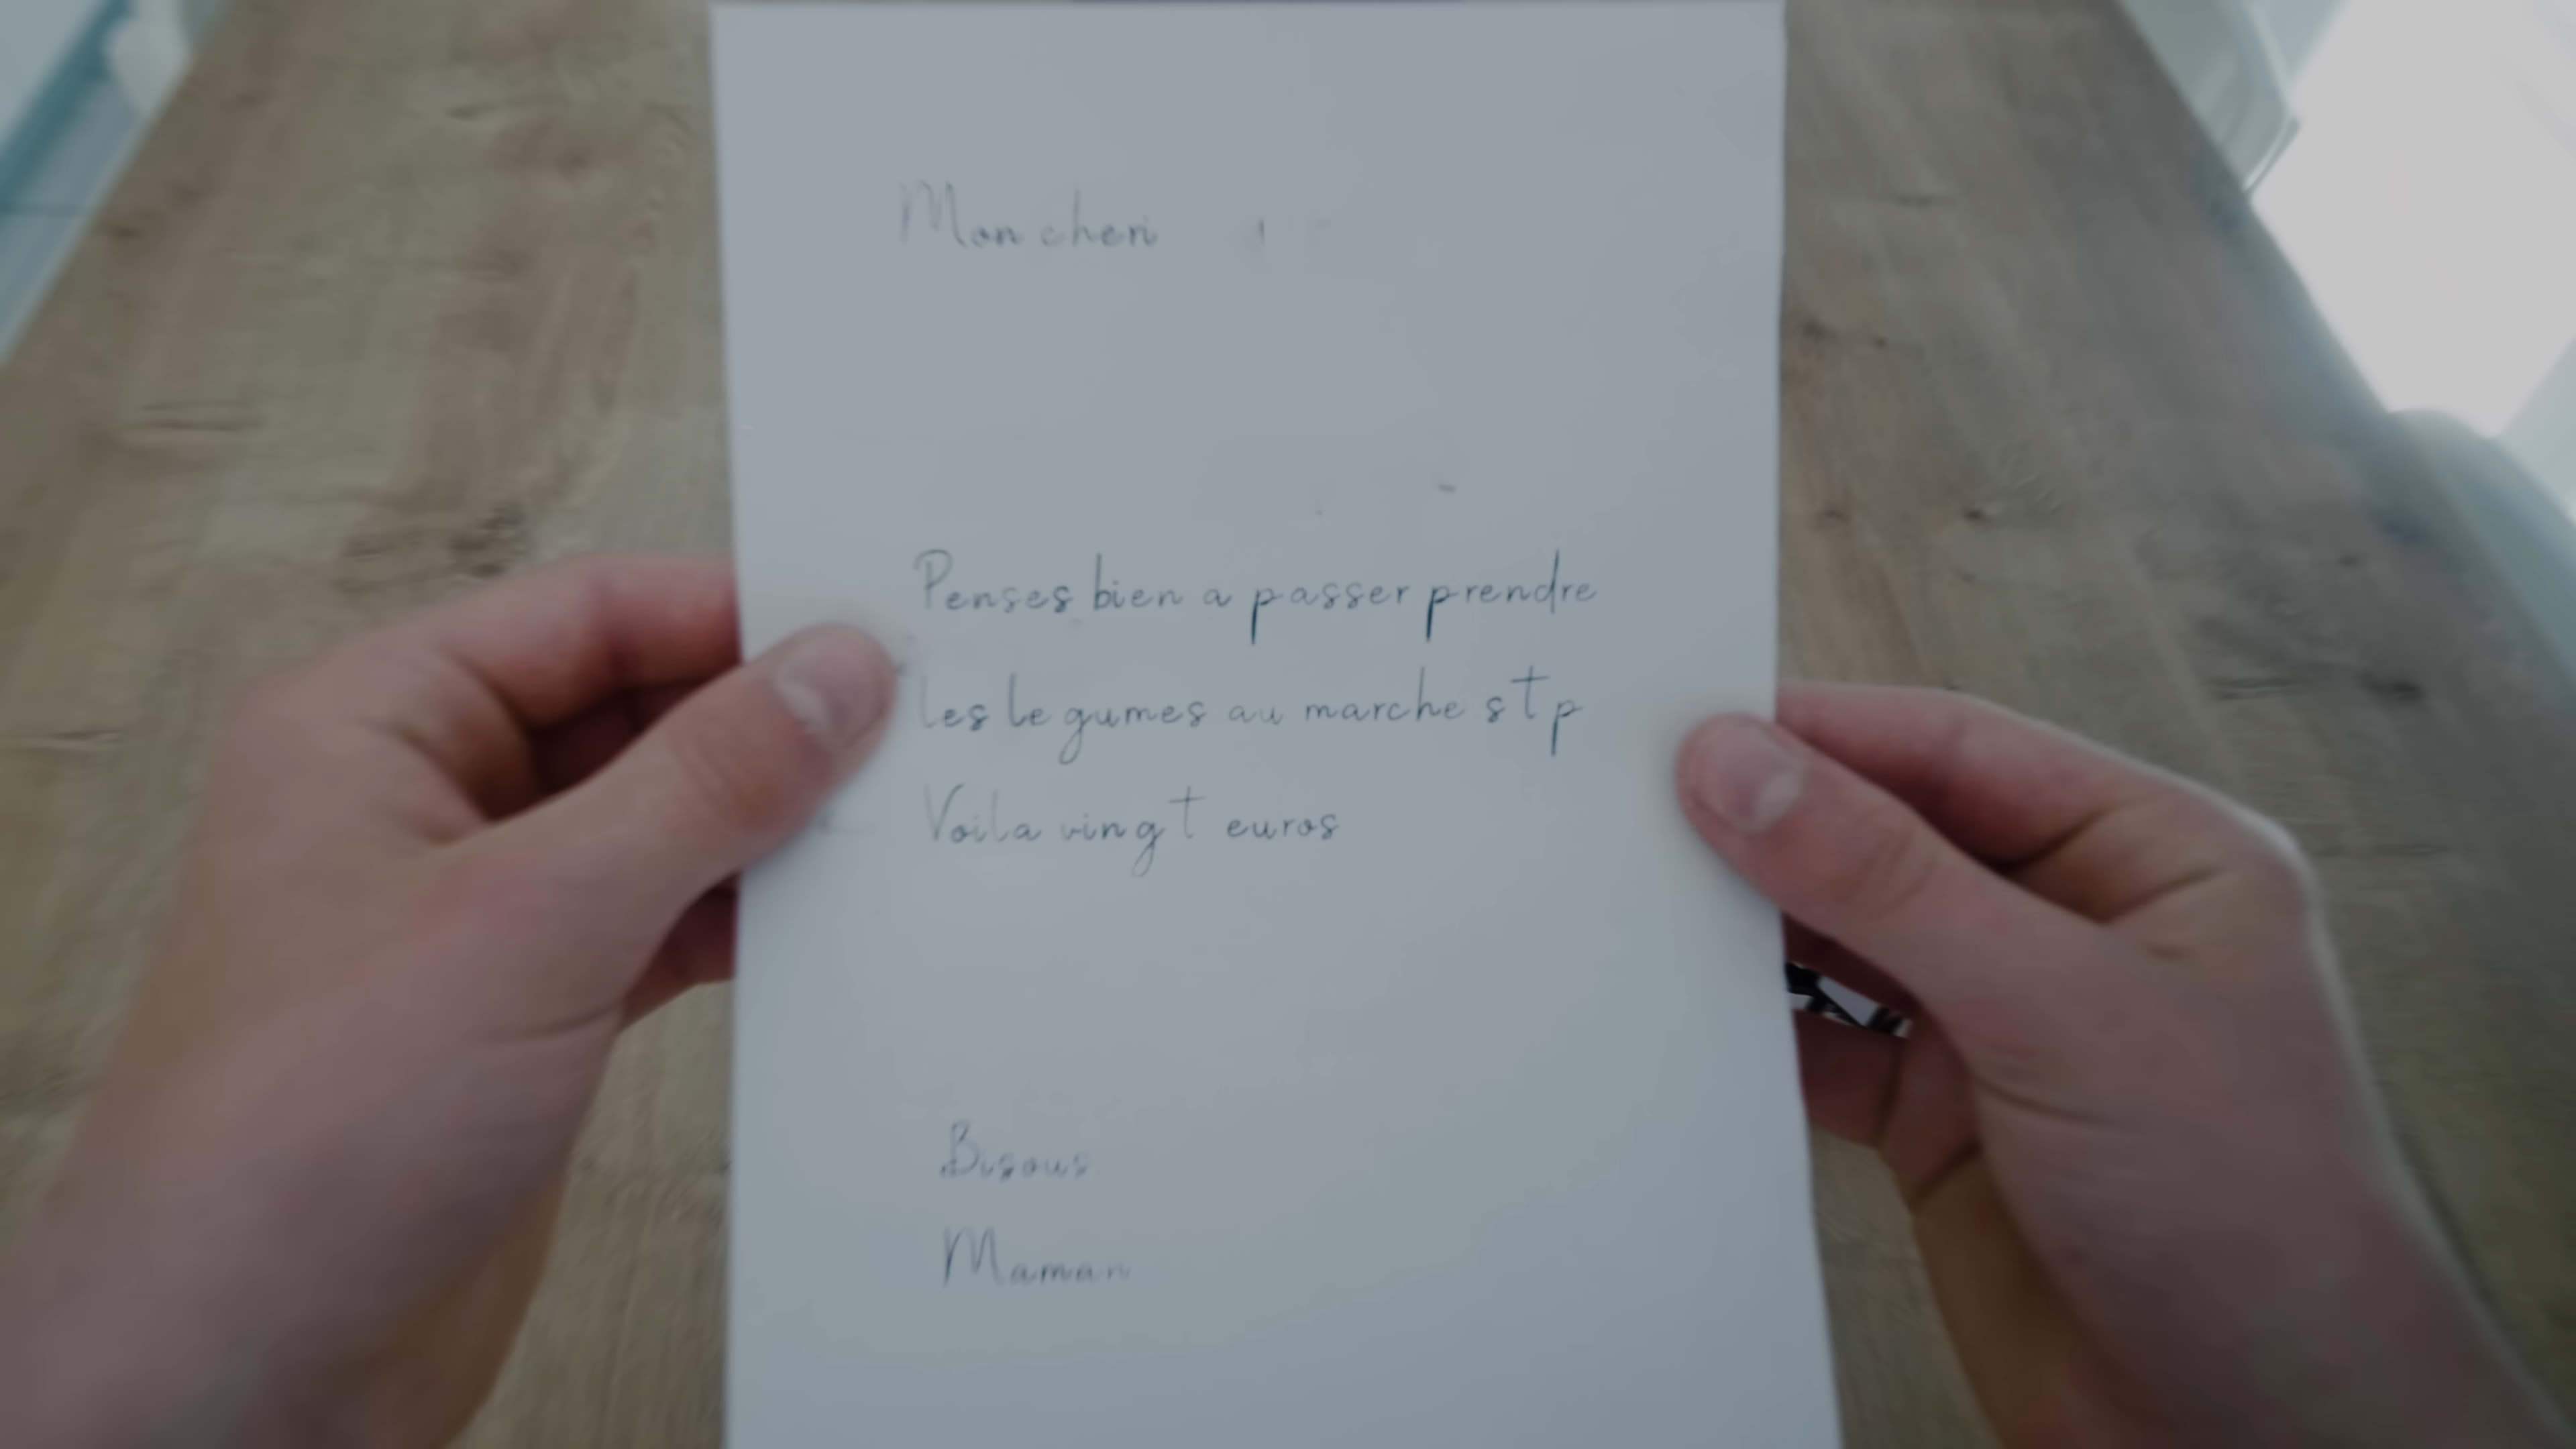 Mon cheri
Penses bien a passer prendre
les legumes au marche stp
Voila vingt euros
Bisous
Maman